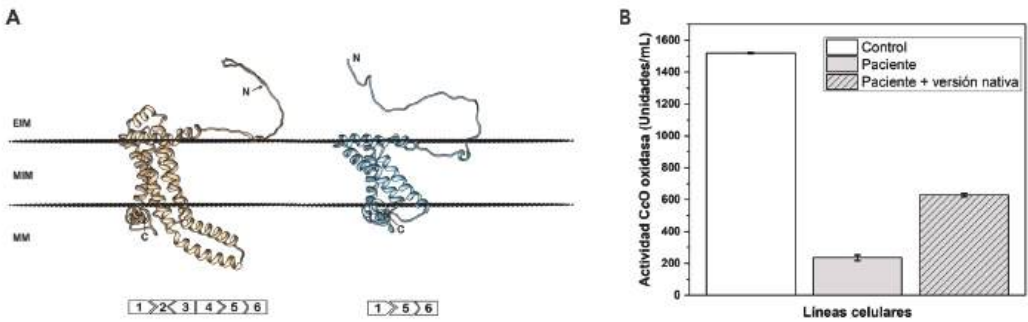 A
N
N
EIM
MIM
MM
C
C
1 2 3 4 5 6
1 5 6
B
Actividad CcO oxidasa (Unidades/mL)
1600
1400
1200
1000
800
600
400
200
0
Control
Paciente
Paciente + versión nativa
Líneas celulares